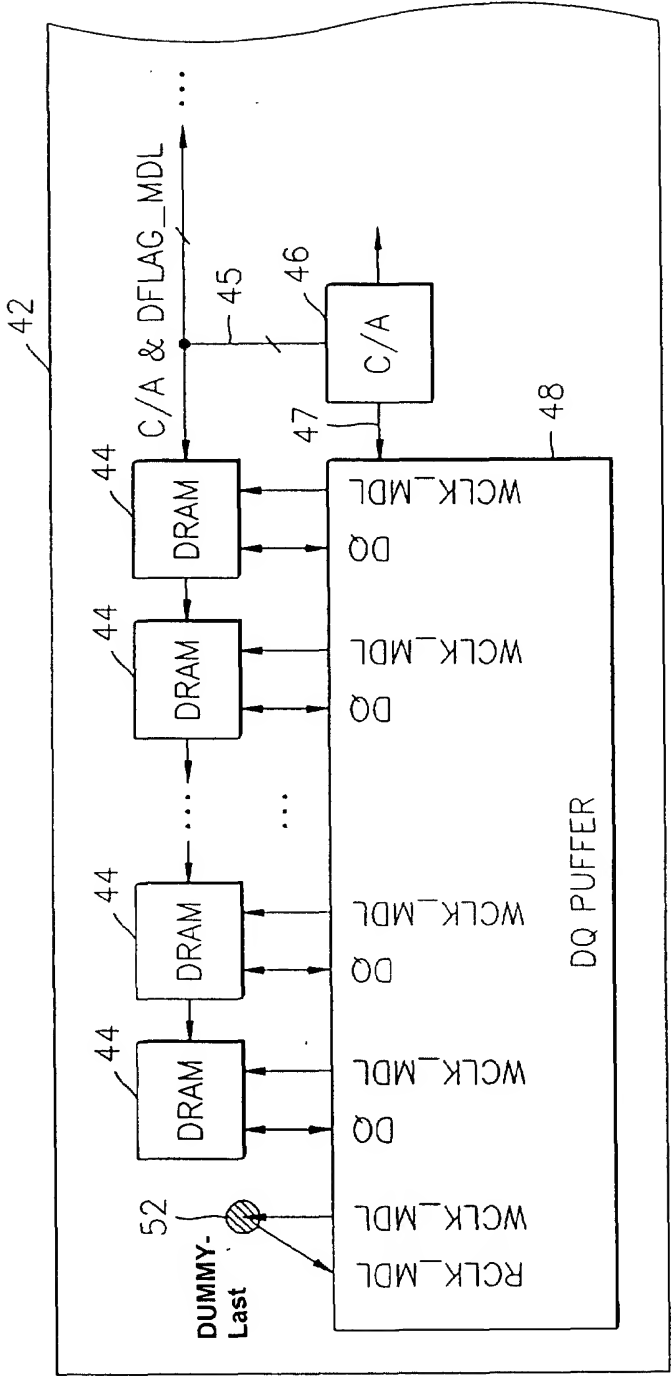 42
C/A & DFLAG_MDL
...
44
44
44
44
DRAM
DRAM
....
DRAM
DRAM
...
45
46
C/A
47
48
52
DUMMY-
Last
RCLK_MDL
WCLK_MDL
DQ
WCLK_MDL
DQ
WCLK_MDL
DQ
WCLK_MDL
DQ
WCLK_MDL
DQ PUFFER